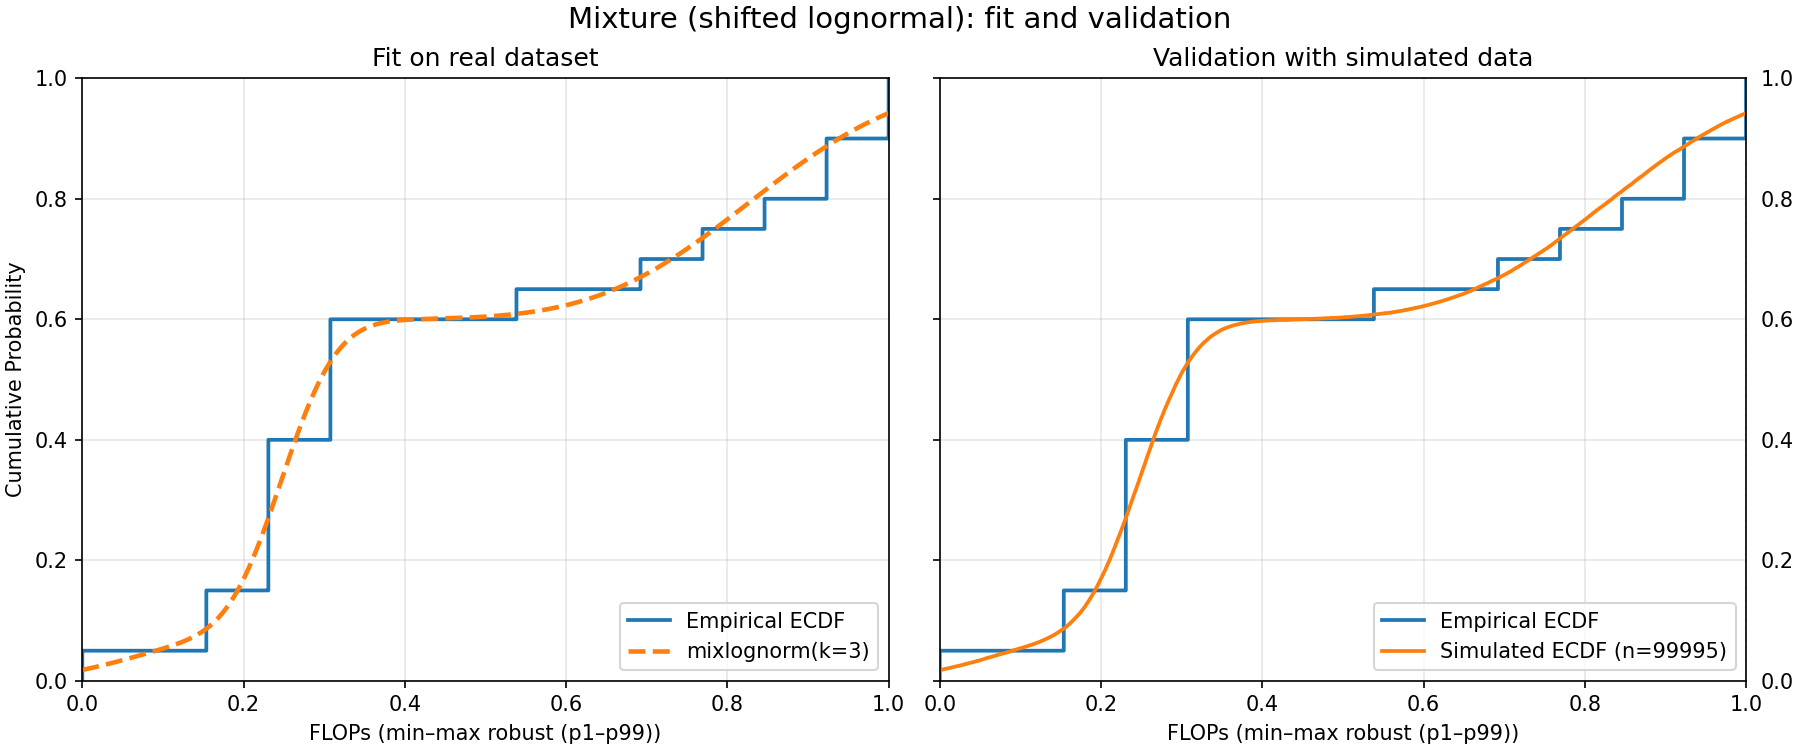 Mixture (shifted lognormal): fit and validation
Fit on real dataset
Cumulative Probability
1.0
0.8
0.6
0.4
0.2
0.0
0.0 0.2 0.4 0.6 0.8 1.0
FLOPs (min–max robust (p1–p99))
Empirical ECDF
mixlognorm(k=3)
Validation with simulated data
1.0
0.8
0.6
0.4
0.2
0.0
0.0 0.2 0.4 0.6 0.8 1.0
FLOPs (min–max robust (p1–p99))
Empirical ECDF
Simulated ECDF (n=99995)